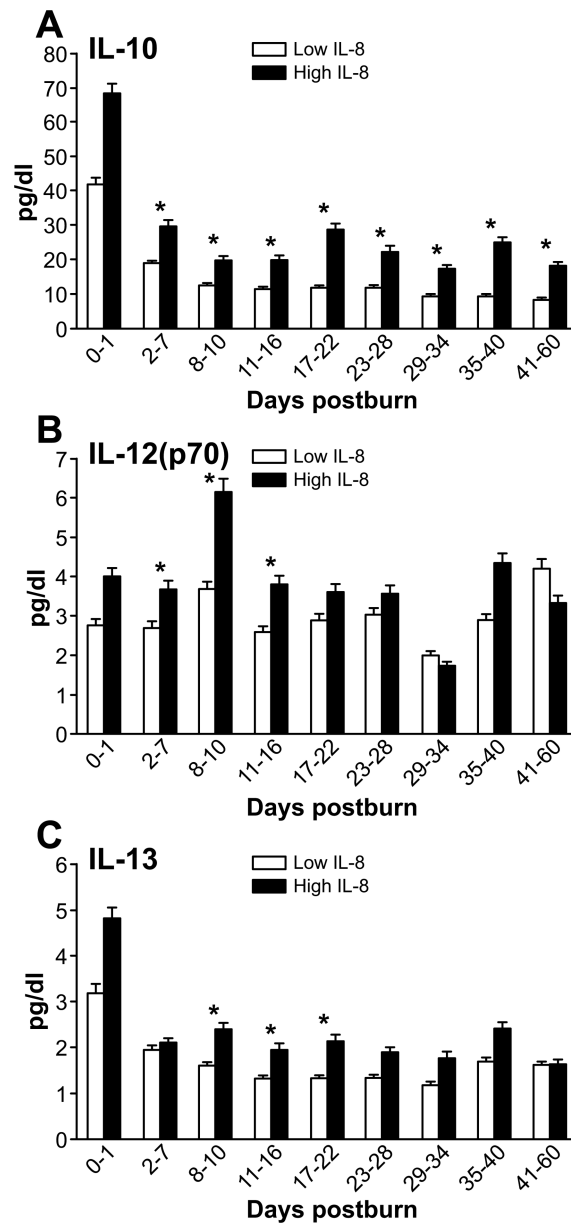 A
IL-10
Low IL-8
High IL-8
80
70
60
50
40
30
20
10
0
pg/dl
* * * * * * * *
0-1 2-7 8-10 11-16 17-22 23-28 29-34 35-40 41-60
Days postburn
B
IL-12(p70)
Low IL-8
High IL-8
7
6
5
4
3
2
1
0
pg/dl
* * *
0-1 2-7 8-10 11-16 17-22 23-28 29-34 35-40 41-60
Days postburn
C
IL-13
Low IL-8
High IL-8
6
5
4
3
2
1
0
pg/dl
* * *
0-1 2-7 8-10 11-16 17-22 23-28 29-34 35-40 41-60
Days postburn